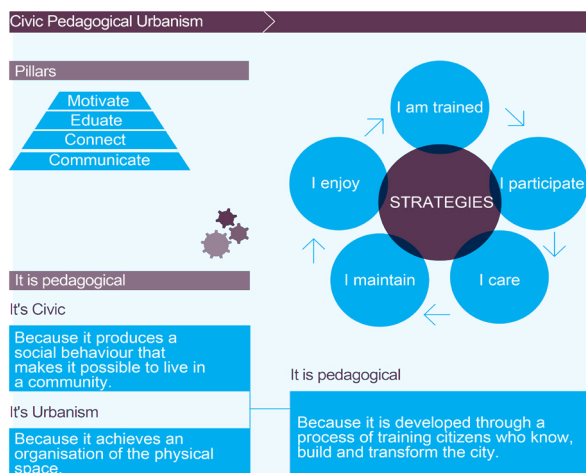 Civic Pedagogical Urbanism
Pillars
Motivate
Eduate
Connect
Communicate
I am trained
I participate
I care
I maintain
I enjoy
STRATEGIES
It is pedagogical
It's Civic
Because it produces a
social behaviour that
makes it possible to live in
a community.
It's Urbanism
Because it achieves an
organisation of the physical
space.
It is pedagogical
Because it is developed through a
process of training citizens who know,
build and transform the city.